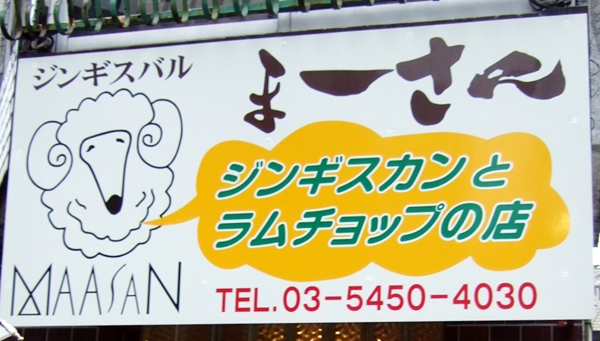 ジンギスバル
まーさん
ジンギスカンと
ラムチョップの店
MAASAN
TEL.03-5450-4030